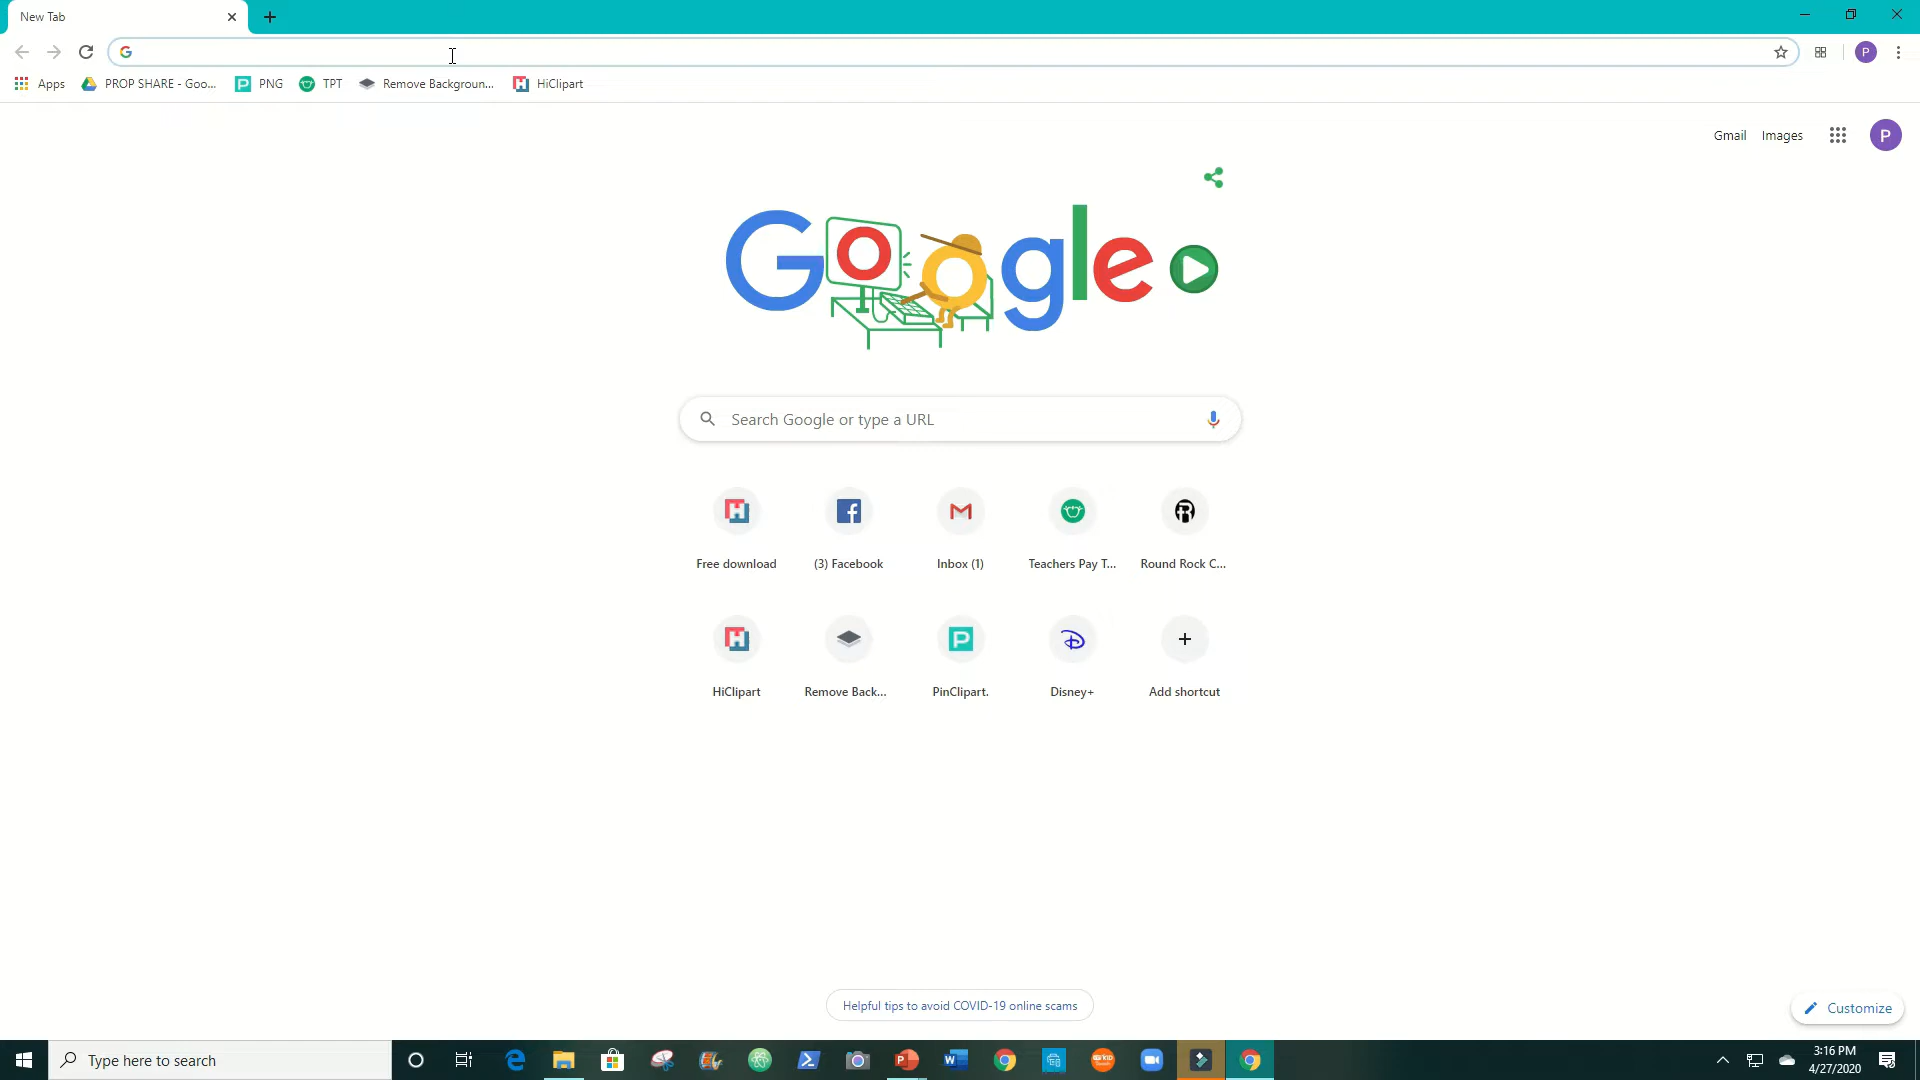 New Tab
Apps PROP SHARE - Goo... PNG TPT Remove Backgroun... HiClipart
Gmail Images P
Google
Search Google or type a URL
Free download (3) Facebook Inbox (1) Teachers Pay T... Round Rock C...
HiClipart Remove Back... PinClipart. Disney+ Add shortcut
Helpful tips to avoid COVID-19 online scams
Customize
Type here to search
3:16 PM
4/27/2020